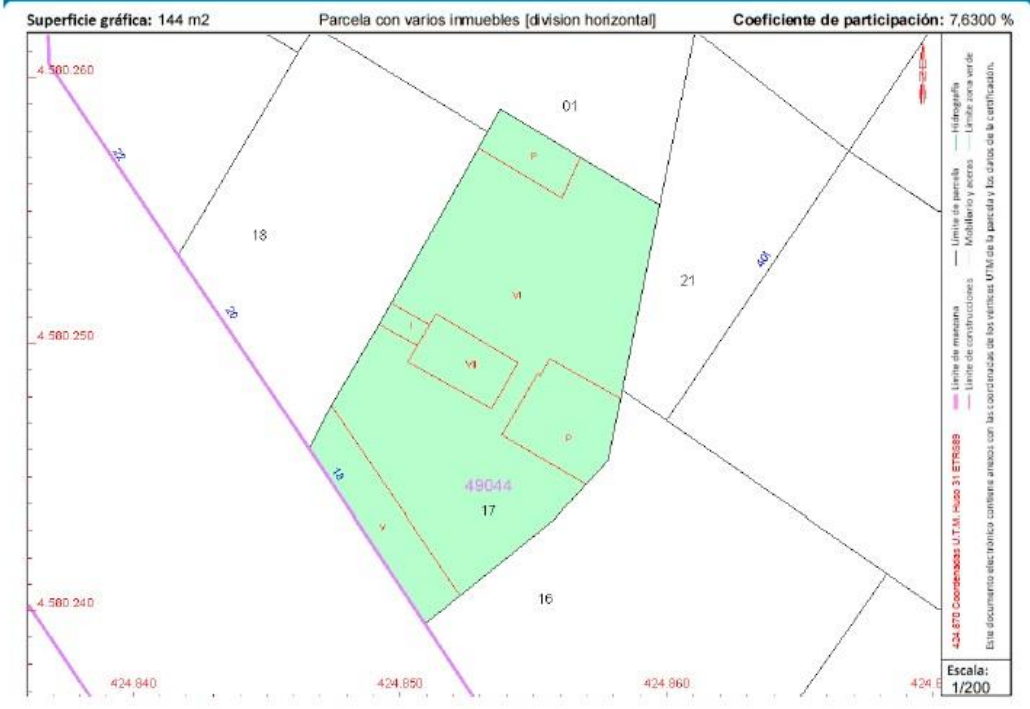 Superficie gráfica: 144 m2
Parcela con varios inmuebles [division horizontal]
Coeficiente de participación: 7,6300 %
4.580.260
22
01
P
18
20
VI
21
40I
4.580.250
I
VII
P
18
49044
17
V
16
4.580.240
424.840
424.850
424.860
424.8
424.870 Coordenadas U.T.M. Huso 31 ETRS89
Límite de manzana
Límite de parcela
Hidrografía
Límite de construcciones
Mobiliario y aceras
Límite zona verde
Este documento electrónico contiene anexos con las coordenadas de los vértices UTM de la parcela y los datos de la certificación.
Escala:
1/200